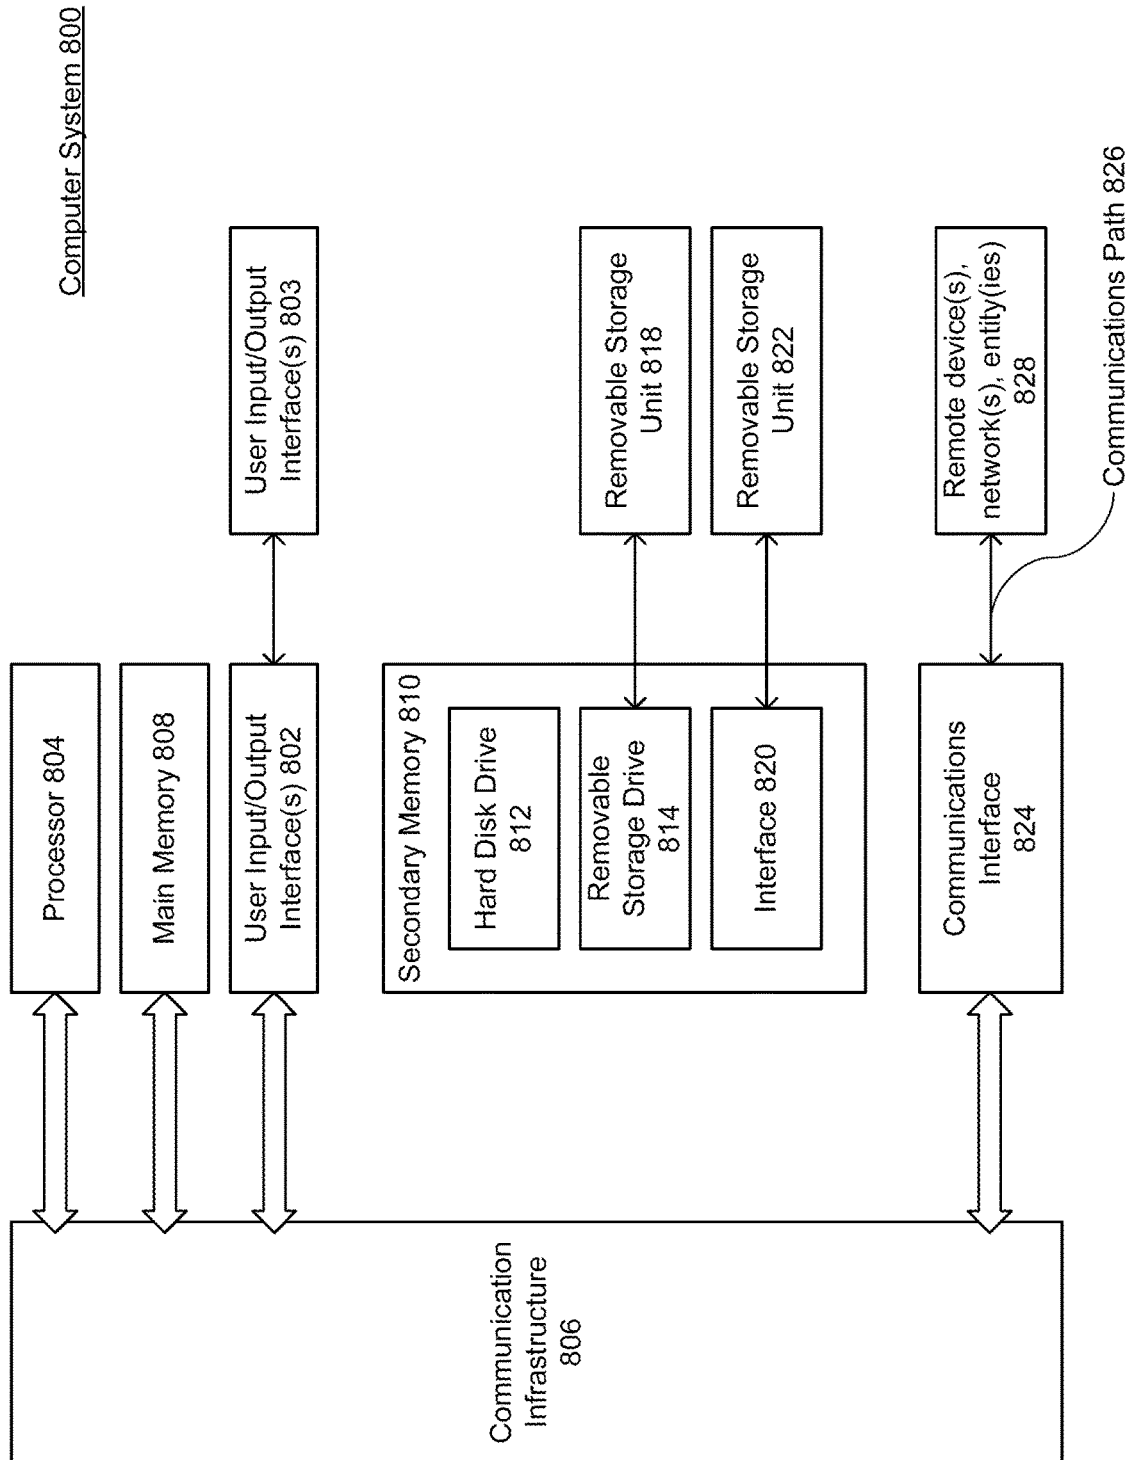 Computer System 800
Processor 804
Main Memory 808
User Input/Output
Interface(s) 802
User Input/Output
Interface(s) 803
Communication
Infrastructure
806
Secondary Memory 810
Hard Disk Drive
812
Removable
Storage Drive
814
Interface 820
Removable Storage
Unit 818
Removable Storage
Unit 822
Communications
Interface
824
Remote device(s),
network(s), entity(ies)
828
Communications Path 826